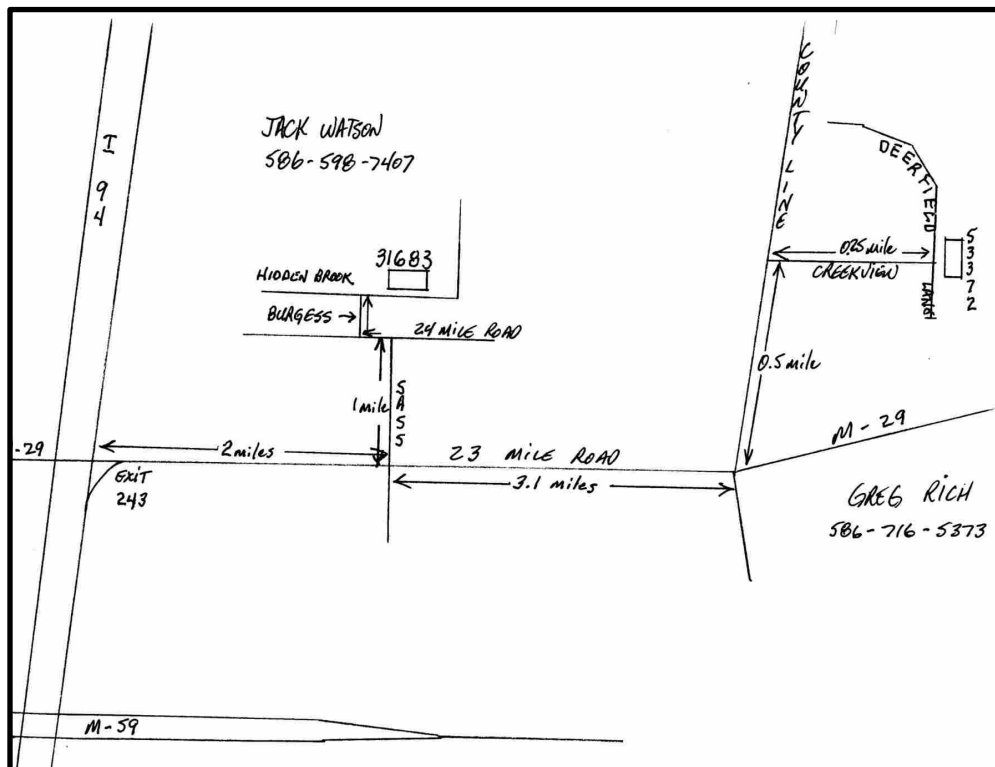 I 94
JACK WATSON
586-598-7407
COUNTY LINE
DEERFIELD
31683
HIDDEN BROOK
BURGESS
24 MILE ROAD
0.25 mile
CREEKVIEW
53372
0.5 mile
1 mile
SASS
-29
2 miles
23 MILE ROAD
M-29
EXIT
243
3.1 miles
GREG RICH
586-716-5373
M-59